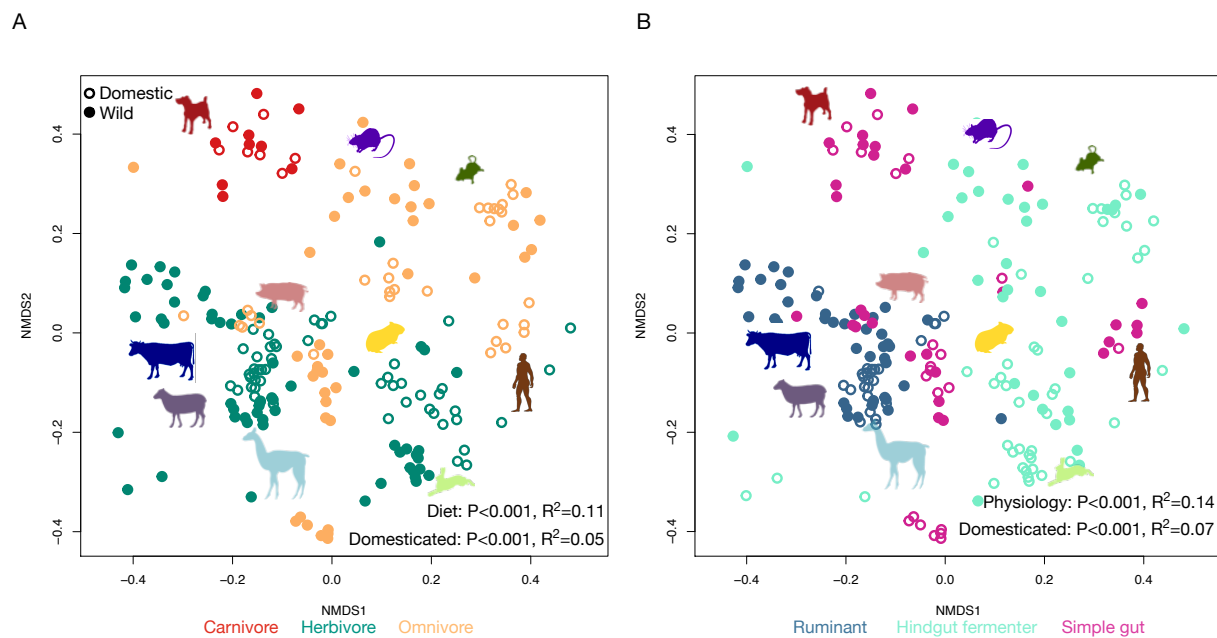 A
B
Domestic
Wild
NMDS2
0.4
0.2
0.0
−0.2
−0.4
Diet: P<0.001, R²=0.11
Domesticated: P<0.001, R²=0.05
−0.4
−0.2
0.0
0.2
0.4
NMDS1
Carnivore
Herbivore
Omnivore
NMDS2
0.4
0.2
0.0
−0.2
−0.4
Physiology: P<0.001, R²=0.14
Domesticated: P<0.001, R²=0.07
−0.4
−0.2
0.0
0.2
0.4
NMDS1
Ruminant
Hindgut fermenter
Simple gut